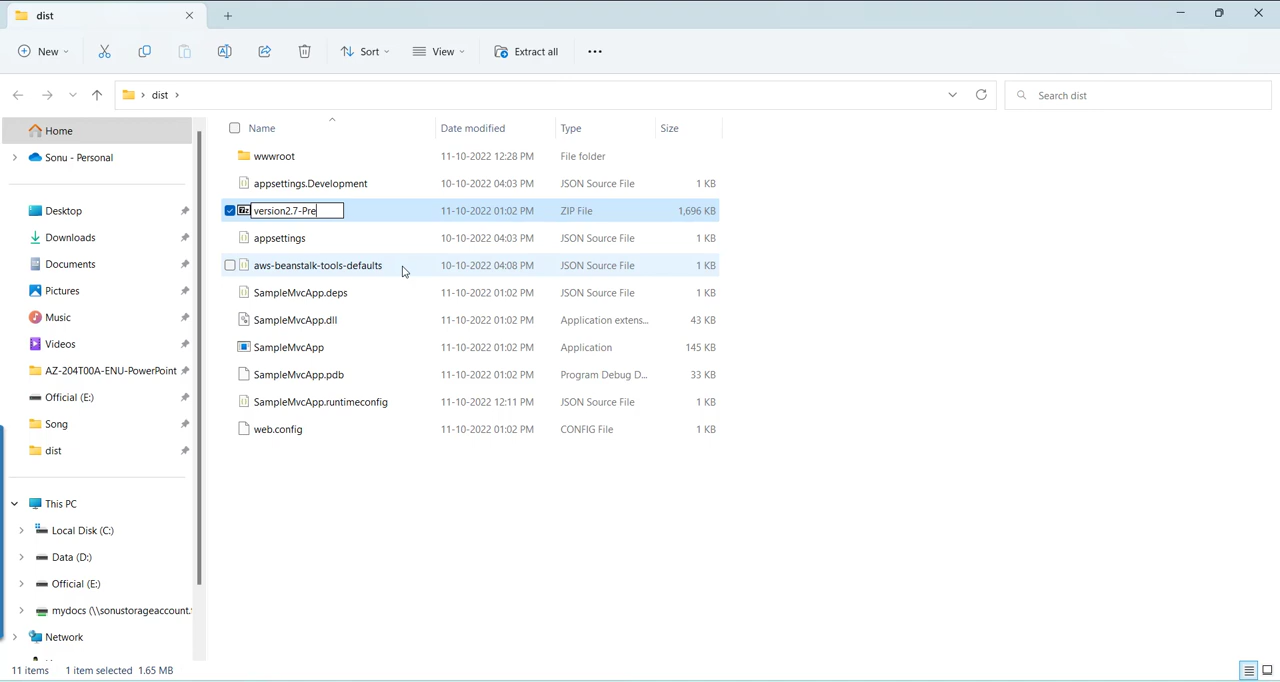 dist
New
Sort
View
Extract all
dist
Search dist
Name Date modified Type Size
Home
Sonu - Personal
Desktop
Downloads
Documents
Pictures
Music
Videos
AZ-204T00A-ENU-PowerPoint
Official (E:)
Song
dist
This PC
Local Disk (C:)
Data (D:)
Official (E:)
mydocs (\\sonustorageaccount.
Network
wwwroot 11-10-2022 12:28 PM File folder
appsettings.Development 10-10-2022 04:03 PM JSON Source File 1 KB
version2.7-Pre 11-10-2022 01:02 PM ZIP File 1,696 KB
appsettings 10-10-2022 04:03 PM JSON Source File 1 KB
aws-beanstalk-tools-defaults 10-10-2022 04:08 PM JSON Source File 1 KB
SampleMvcApp.deps 11-10-2022 01:02 PM JSON Source File 1 KB
SampleMvcApp.dll 11-10-2022 01:02 PM Application extens... 43 KB
SampleMvcApp 11-10-2022 01:02 PM Application 145 KB
SampleMvcApp.pdb 11-10-2022 01:02 PM Program Debug D... 33 KB
SampleMvcApp.runtimeconfig 11-10-2022 12:11 PM JSON Source File 1 KB
web.config 11-10-2022 01:02 PM CONFIG File 1 KB
11 items 1 item selected 1.65 MB